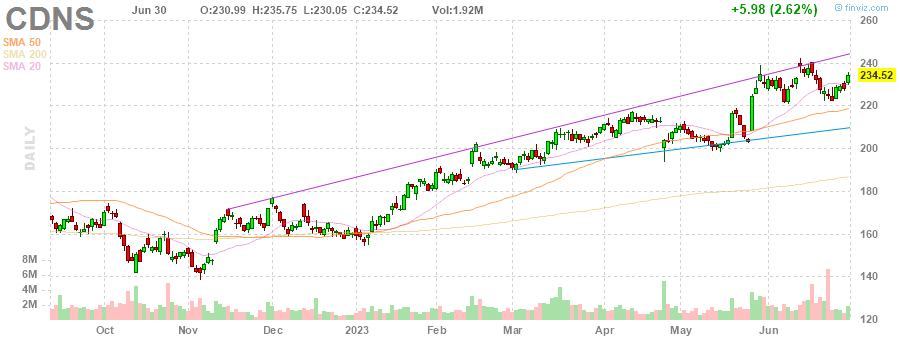 CDNS Jun 30 O:230.99 H:235.75 L:230.05 C:234.52 Vol:1.92M +5.98 (2.62%) finviz.com
SMA 50
SMA 200
SMA 20
DAILY
260
240
234.52
220
200
180
160
140
120
8M
6M
4M
2M
Oct Nov Dec 2023 Feb Mar Apr May Jun